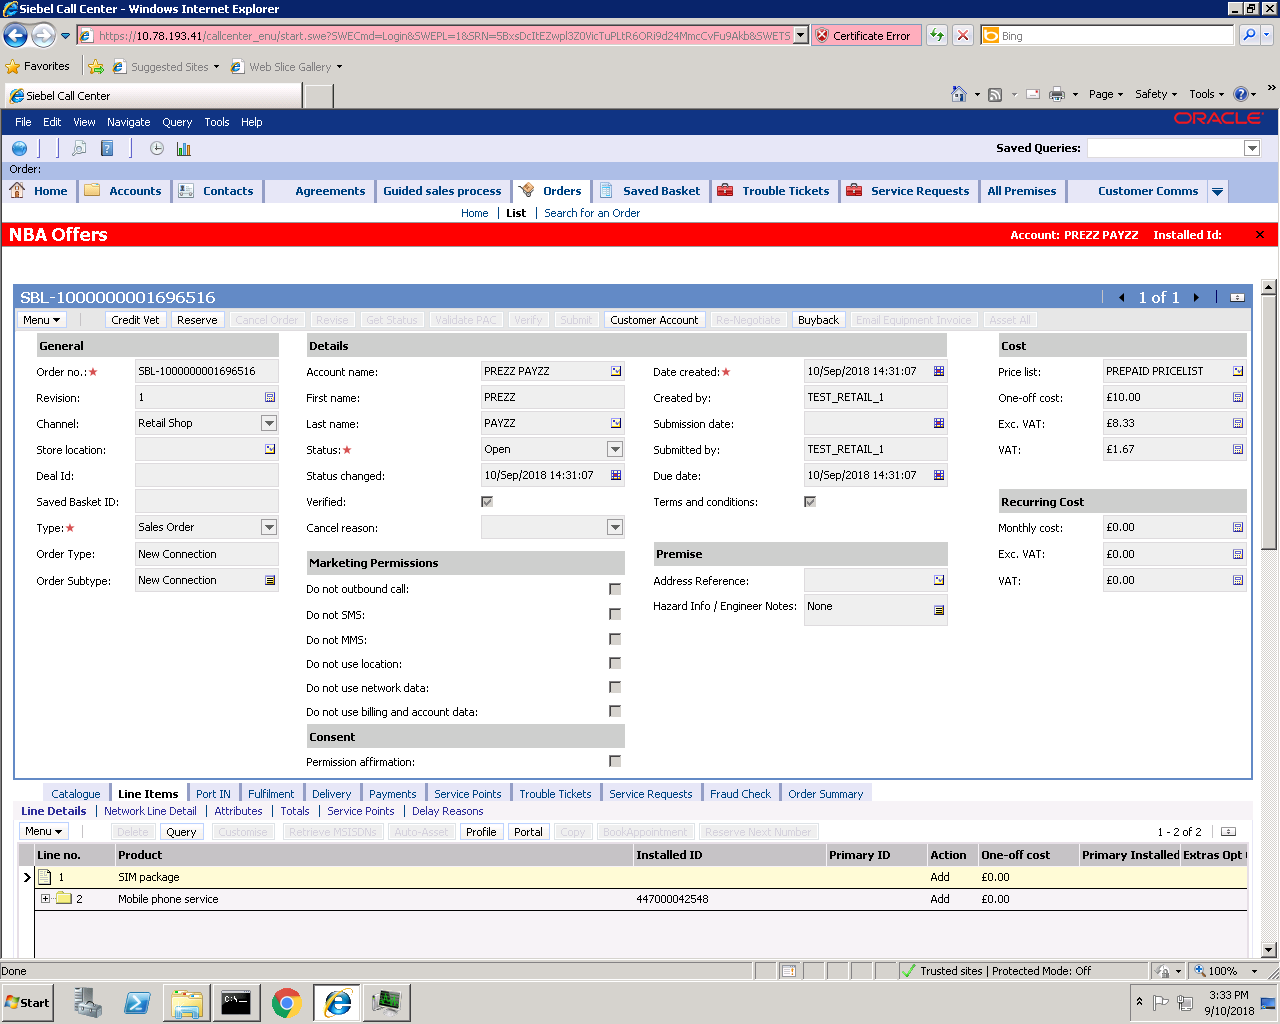 Siebel Call Center - Windows Internet Explorer
https://10.78.193.41/callcenter_enu/start.swe?SWECmd=Login&SWEPL=1&SRN= Certificate Error Bing
Favorites Suggested Sites Web Slice Gallery
Siebel Call Center Page Safety Tools
File Edit View Navigate Query Tools Help ORACLE
Saved Queries:
Order:
Home Accounts Contacts Agreements Guided sales process Orders Saved Basket Trouble Tickets Service Requests All Premises Customer Comms
Home List Search for an Order
NBA Offers Account: PREZZ PAYZZ Installed Id:
SBL-1000000001696516 1 of 1
Menu Credit Vet Reserve Cancel Order Revise Get Status Validate PAC Verify Submit Customer Account Re-Negotiate Buyback Email Equipment Invoice Asset All
General Details Cost
Order no.: SBL-1000000001696516 Account name: PREZZ PAYZZ Date created: 10/Sep/2018 14:31:07 Price list: PREPAID PRICELIST
Revision: 1 First name: PREZZ Created by: TEST_RETAIL_1 One-off cost: £10.00
Channel: Retail Shop Last name: PAYZZ Submission date: Exc. VAT: £8.33
Store location: Status: Open Submitted by: TEST_RETAIL_1 VAT: £1.67
Deal Id: Status changed: 10/Sep/2018 14:31:07 Due date: 10/Sep/2018 14:31:07
Saved Basket ID: Verified: Terms and conditions: Recurring Cost
Type: Sales Order Cancel reason: Monthly cost: £0.00
Order Type: New Connection Marketing Permissions Premise Exc. VAT: £0.00
Order Subtype: New Connection Do not outbound call: Address Reference: VAT: £0.00
Do not SMS: Hazard Info / Engineer Notes: None
Do not MMS:
Do not use location:
Do not use network data:
Do not use billing and account data:
Consent
Permission affirmation:
Catalogue Line Items Port IN Fulfilment Delivery Payments Service Points Trouble Tickets Service Requests Fraud Check Order Summary
Line Details Network Line Detail Attributes Totals Service Points Delay Reasons
Menu Delete Query Customise Retrieve MSISDNs Auto-Asset Profile Portal Copy BookAppointment Reserve Next Number 1 - 2 of 2
Line no. Product Installed ID Primary ID Action One-off cost Primary Installed Extras Opt
1 SIM package Add £0.00
2 Mobile phone service 447000042548 Add £0.00
Done Trusted sites | Protected Mode: Off 100%
Start 3:33 PM
9/10/2018